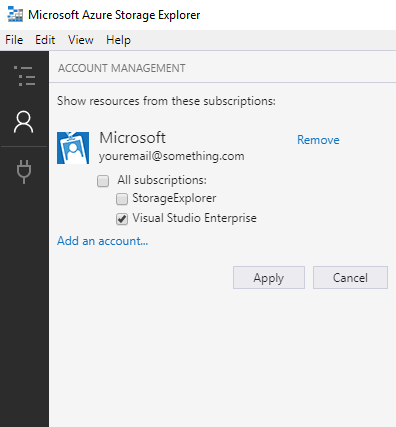 Microsoft Azure Storage Explorer
File Edit View Help
ACCOUNT MANAGEMENT
Show resources from these subscriptions:
Microsoft Remove
youremail@something.com
All subscriptions:
StorageExplorer
Visual Studio Enterprise
Add an account...
Apply Cancel